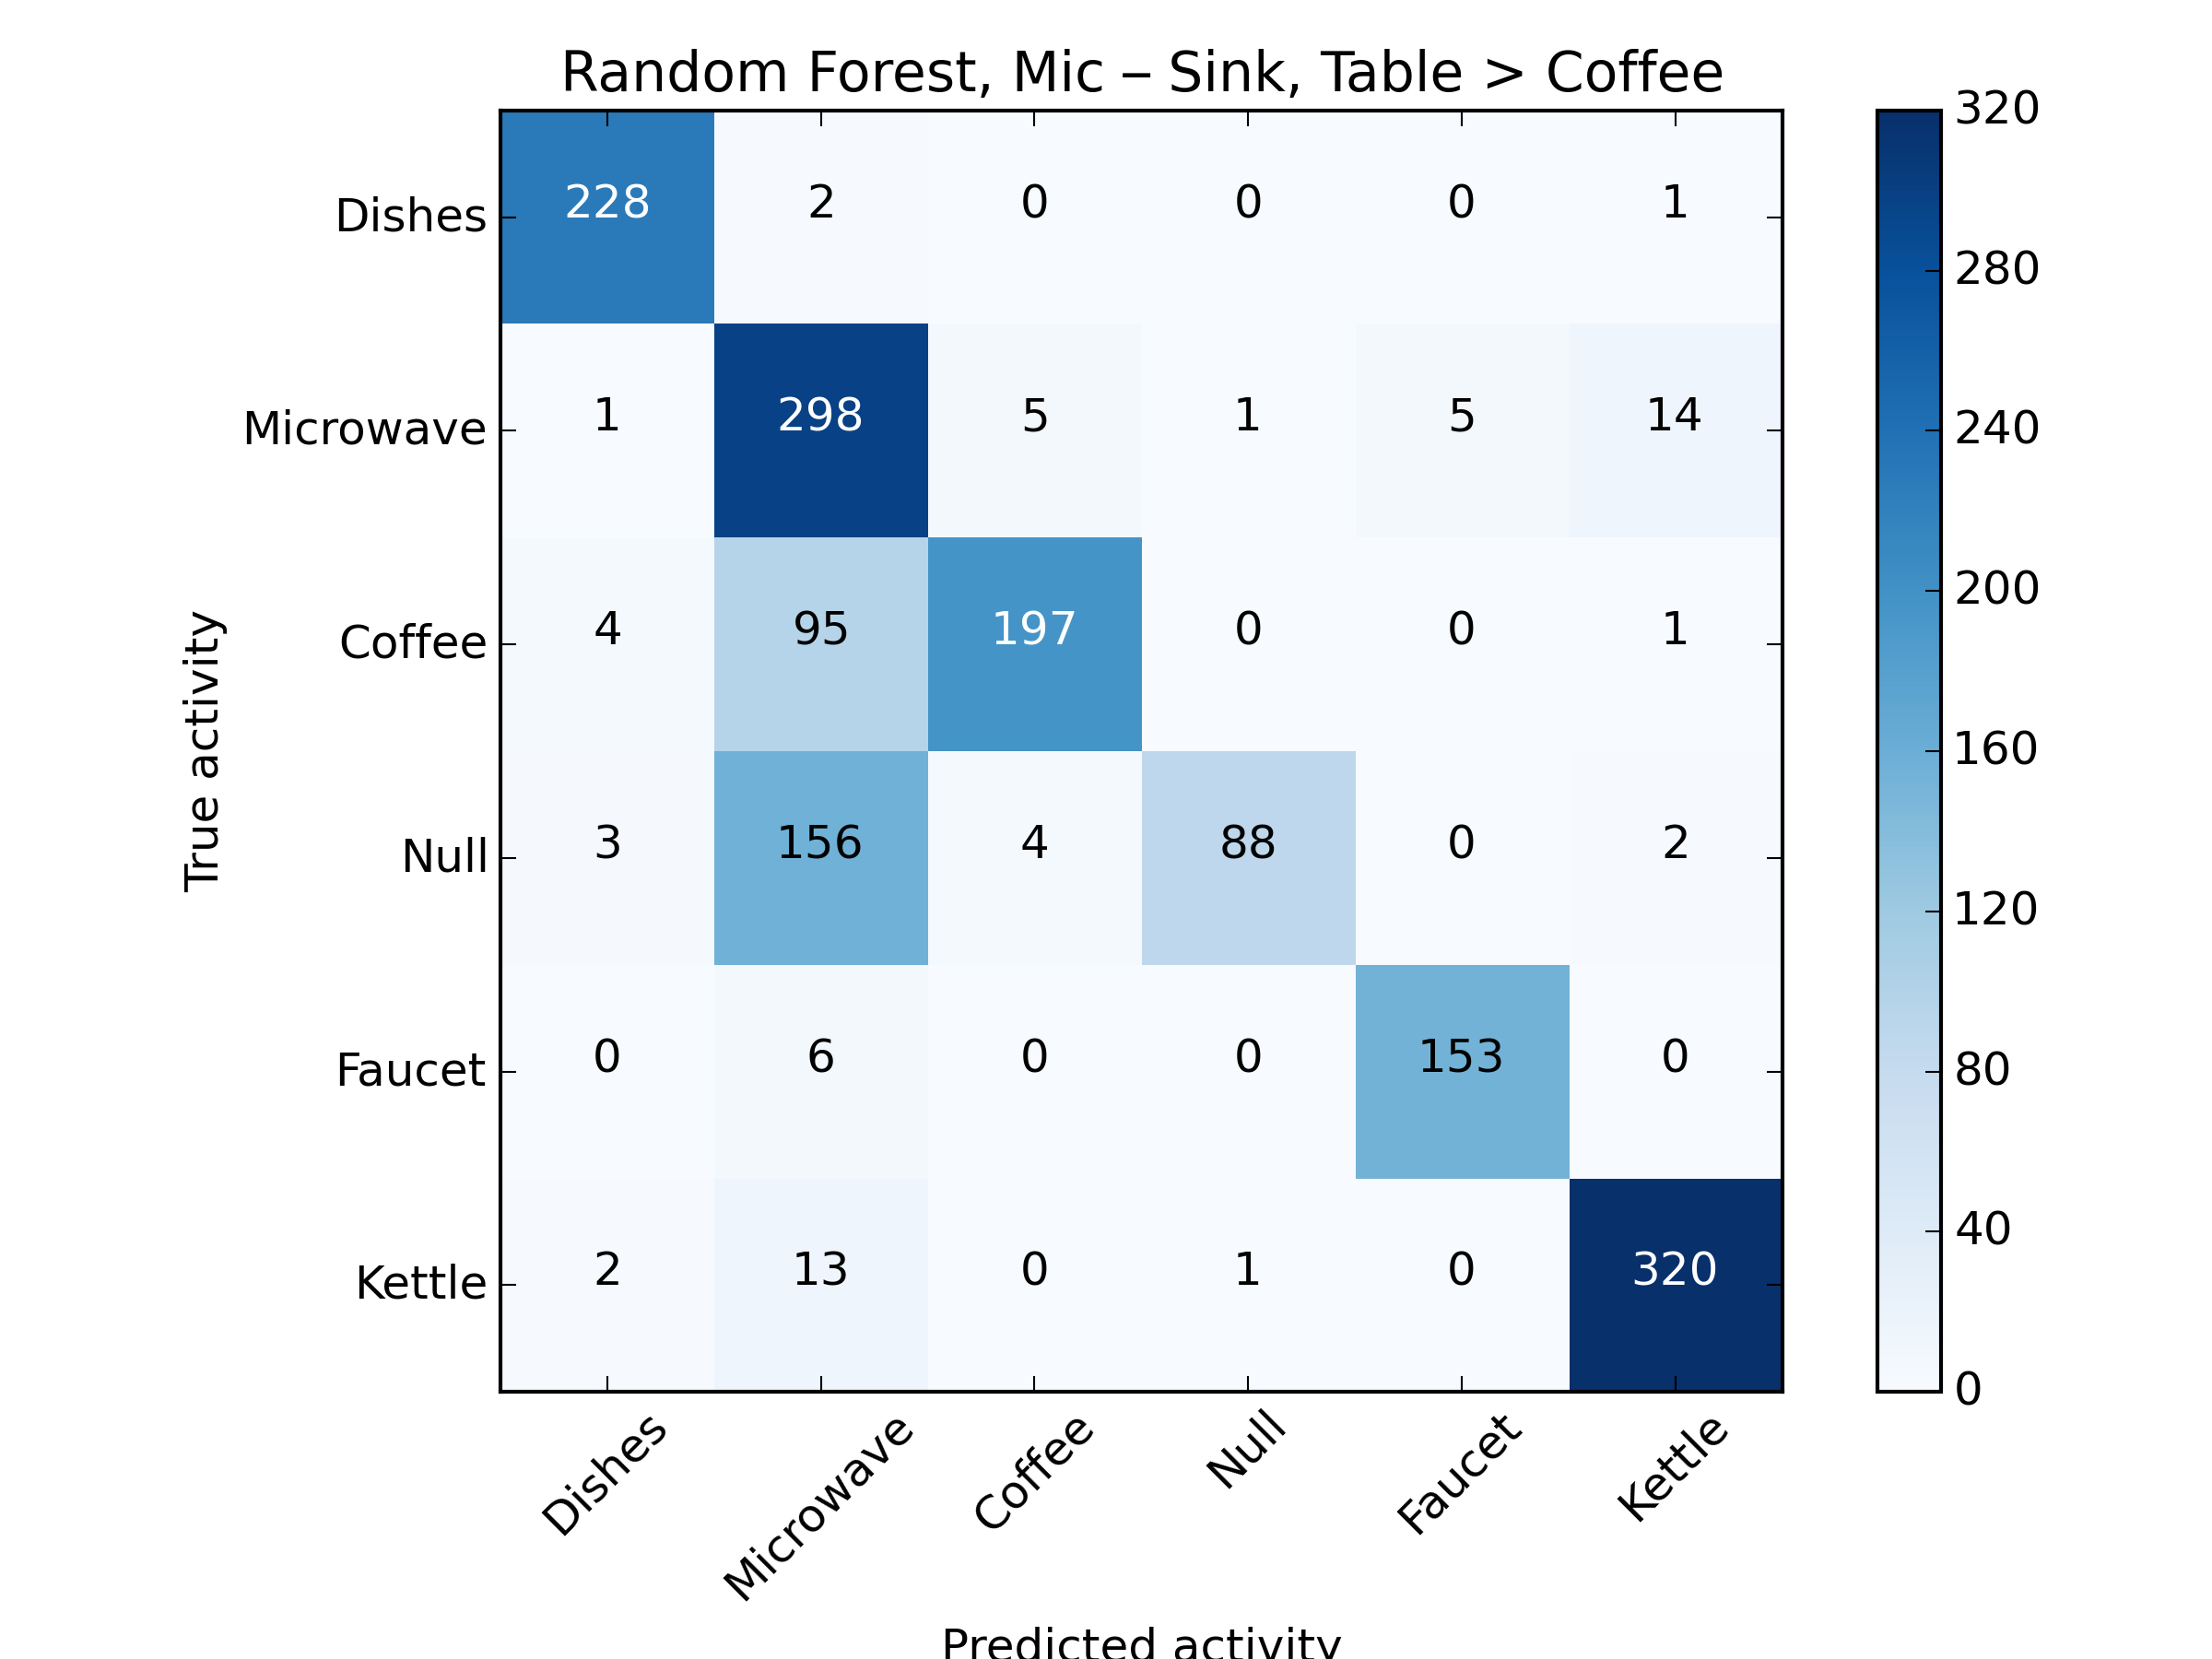 Random Forest, Mic – Sink, Table > Coffee
320
Dishes 228 2 0 0 0 1
280
Microwave 1 298 5 1 5 14
240
200
Coffee 4 95 197 0 0 1
160
True activity
Null 3 156 4 88 0 2
120
Faucet 0 6 0 0 153 0
80
40
Kettle 2 13 0 1 0 320
0
Dishes Microwave Coffee Null Faucet Kettle
Predicted activity